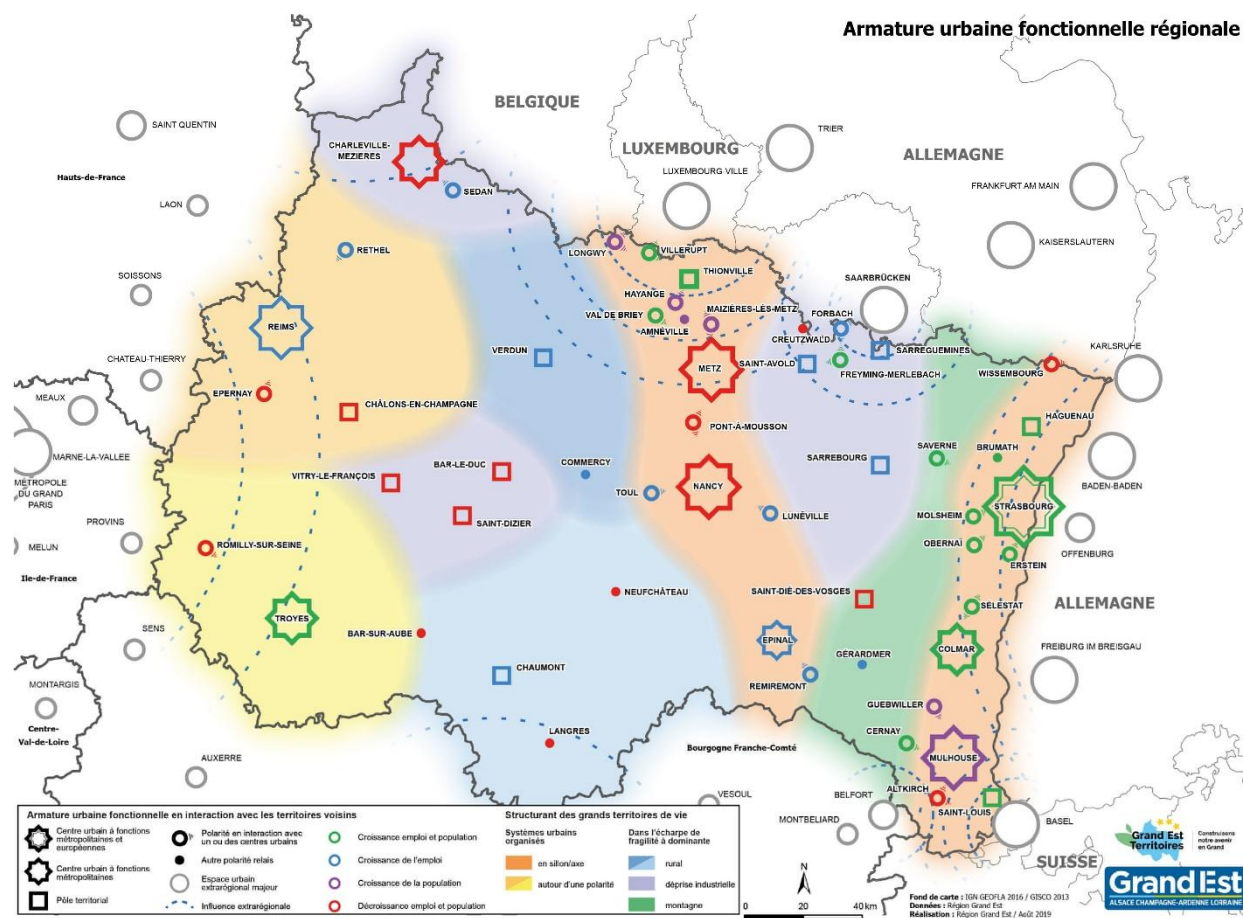 Armature urbaine fonctionnelle régionale
BELGIQUE
SAINT QUENTIN
TRIER
CHARLEVILLE-
MEZIERES
LUXEMBOURG
ALLEMAGNE
LUXEMBOURG VILLE
Hauts-de-France
SEDAN
FRANKFURT AM MAIN
LAON
KAISERSLAUTERN
RETHEL
LONGWY
VILLERUPT
SOISSONS
THIONVILLE
SAARBRÜCKEN
HAYANGE
MAIZIÈRES-LÈS-METZ
VAL DE BRIEY
FORBACH
REIMS
AMNÉVILLE
CREUTZWALD
KARLSRUHE
VERDUN
SARREGUEMINES
CHATEAU-THIERRY
METZ
SAINT-AVOLD
FREYMING-MERLEBACH
WISSEMBOURG
EPERNAY
MEAUX
CHÂLONS-EN-CHAMPAGNE
HAGUENAU
PONT-À-MOUSSON
MARNE-LA-VALLEE
SAVERNE
BRUMATH
BAR-LE-DUC
COMMERCY
SARREBOURG
VITRY-LE-FRANÇOIS
BADEN-BADEN
MÉTROPOLE
DU GRAND
PARIS
TOUL
NANCY
STRASBOURG
PROVINS
LUNÉVILLE
MOLSHEIM
SAINT-DIZIER
MELUN
ROMILLY-SUR-SEINE
OBERNAI
OFFENBURG
ERSTEIN
Ile-de-France
NEUFCHÂTEAU
SAINT-DIÉ-DES-VOSGES
SÉLESTAT
ALLEMAGNE
TROYES
SENS
BAR-SUR-AUBE
EPINAL
COLMAR
GÉRARDMER
CHAUMONT
FREIBURG IM BREISGAU
REMIREMONT
MONTARGIS
GUEBWILLER
Centre-
Val-de-Loire
LANGRES
CERNAY
Bourgogne Franche-Comté
AUXERRE
MULHOUSE
VESOUL
BELFORT
ALTKIRCH
MONTBELIARD
SAINT-LOUIS
BASEL
SUISSE
Armature urbaine fonctionnelle en interaction avec les territoires voisins
Centre urbain à fonctions
métropolitaines et
européennes
Centre urbain à fonctions
métropolitaines
Pôle territorial
Polarité en interaction avec
un ou des centres urbains
Autre polarité relais
Espace urbain
extrarégional majeur
Influence extrarégionale
Croissance emploi et population
Croissance de l'emploi
Croissance de la population
Décroissance emploi et population
Structurant des grands territoires de vie
Systèmes urbains
organisés
en sillon/axe
autour d'une polarité
Dans l'écharpe de
fragilité à dominante
rural
déprise industrielle
montagne
N
0
20
40 km
Fond de carte : IGN GEOFLA 2016 / GISCO 2013
Données : Région Grand Est
Réalisation : Région Grand Est / Août 2019
Grand Est
Territoires
Construisons
notre avenir
en Grand
Grand Est
ALSACE CHAMPAGNE-ARDENNE LORRAINE